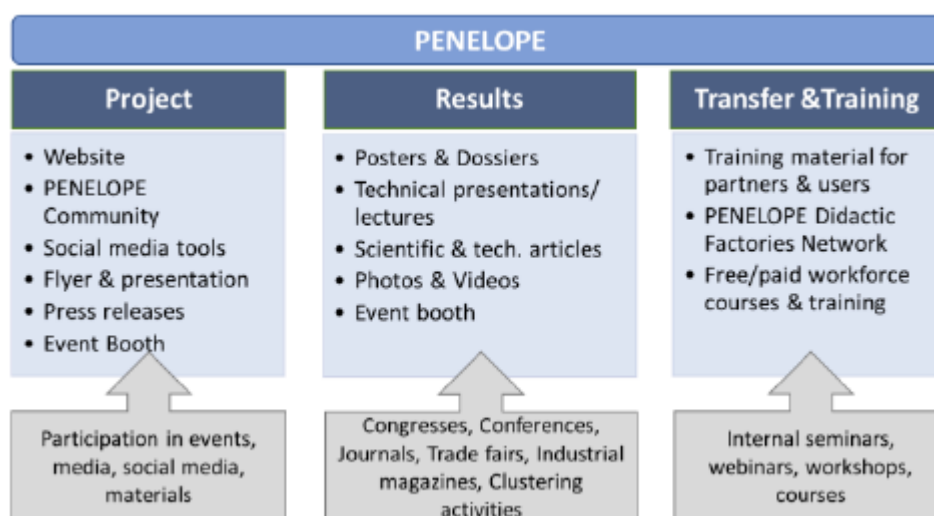 PENELOPE
Project
• Website
• PENELOPE
Community
• Social media tools
• Flyer & presentation
• Press releases
• Event Booth
Participation in events,
media, social media,
materials
Results
• Posters & Dossiers
• Technical presentations/
lectures
• Scientific & tech. articles
• Photos & Videos
• Event booth
Congresses, Conferences,
Journals, Trade fairs, Industrial
magazines, Clustering
activities
Transfer &Training
• Training material for
partners & users
• PENELOPE Didactic
Factories Network
• Free/paid workforce
courses & training
Internal seminars,
webinars, workshops,
courses